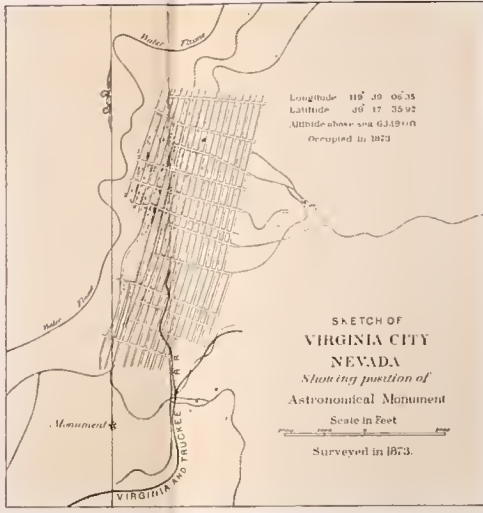 Water Flume
Longitude 119° 39' 06.35
Latitude 39° 17' 35.92
Altitude above sea
Occupied in 1873
Water Flume
SKETCH OF
VIRGINIA CITY
NEVADA
Showing position of
Astronomical Monument
Scale in Feet
Surveyed in 1873.
Monument
VIRGINIA AND TRUCKEE R R